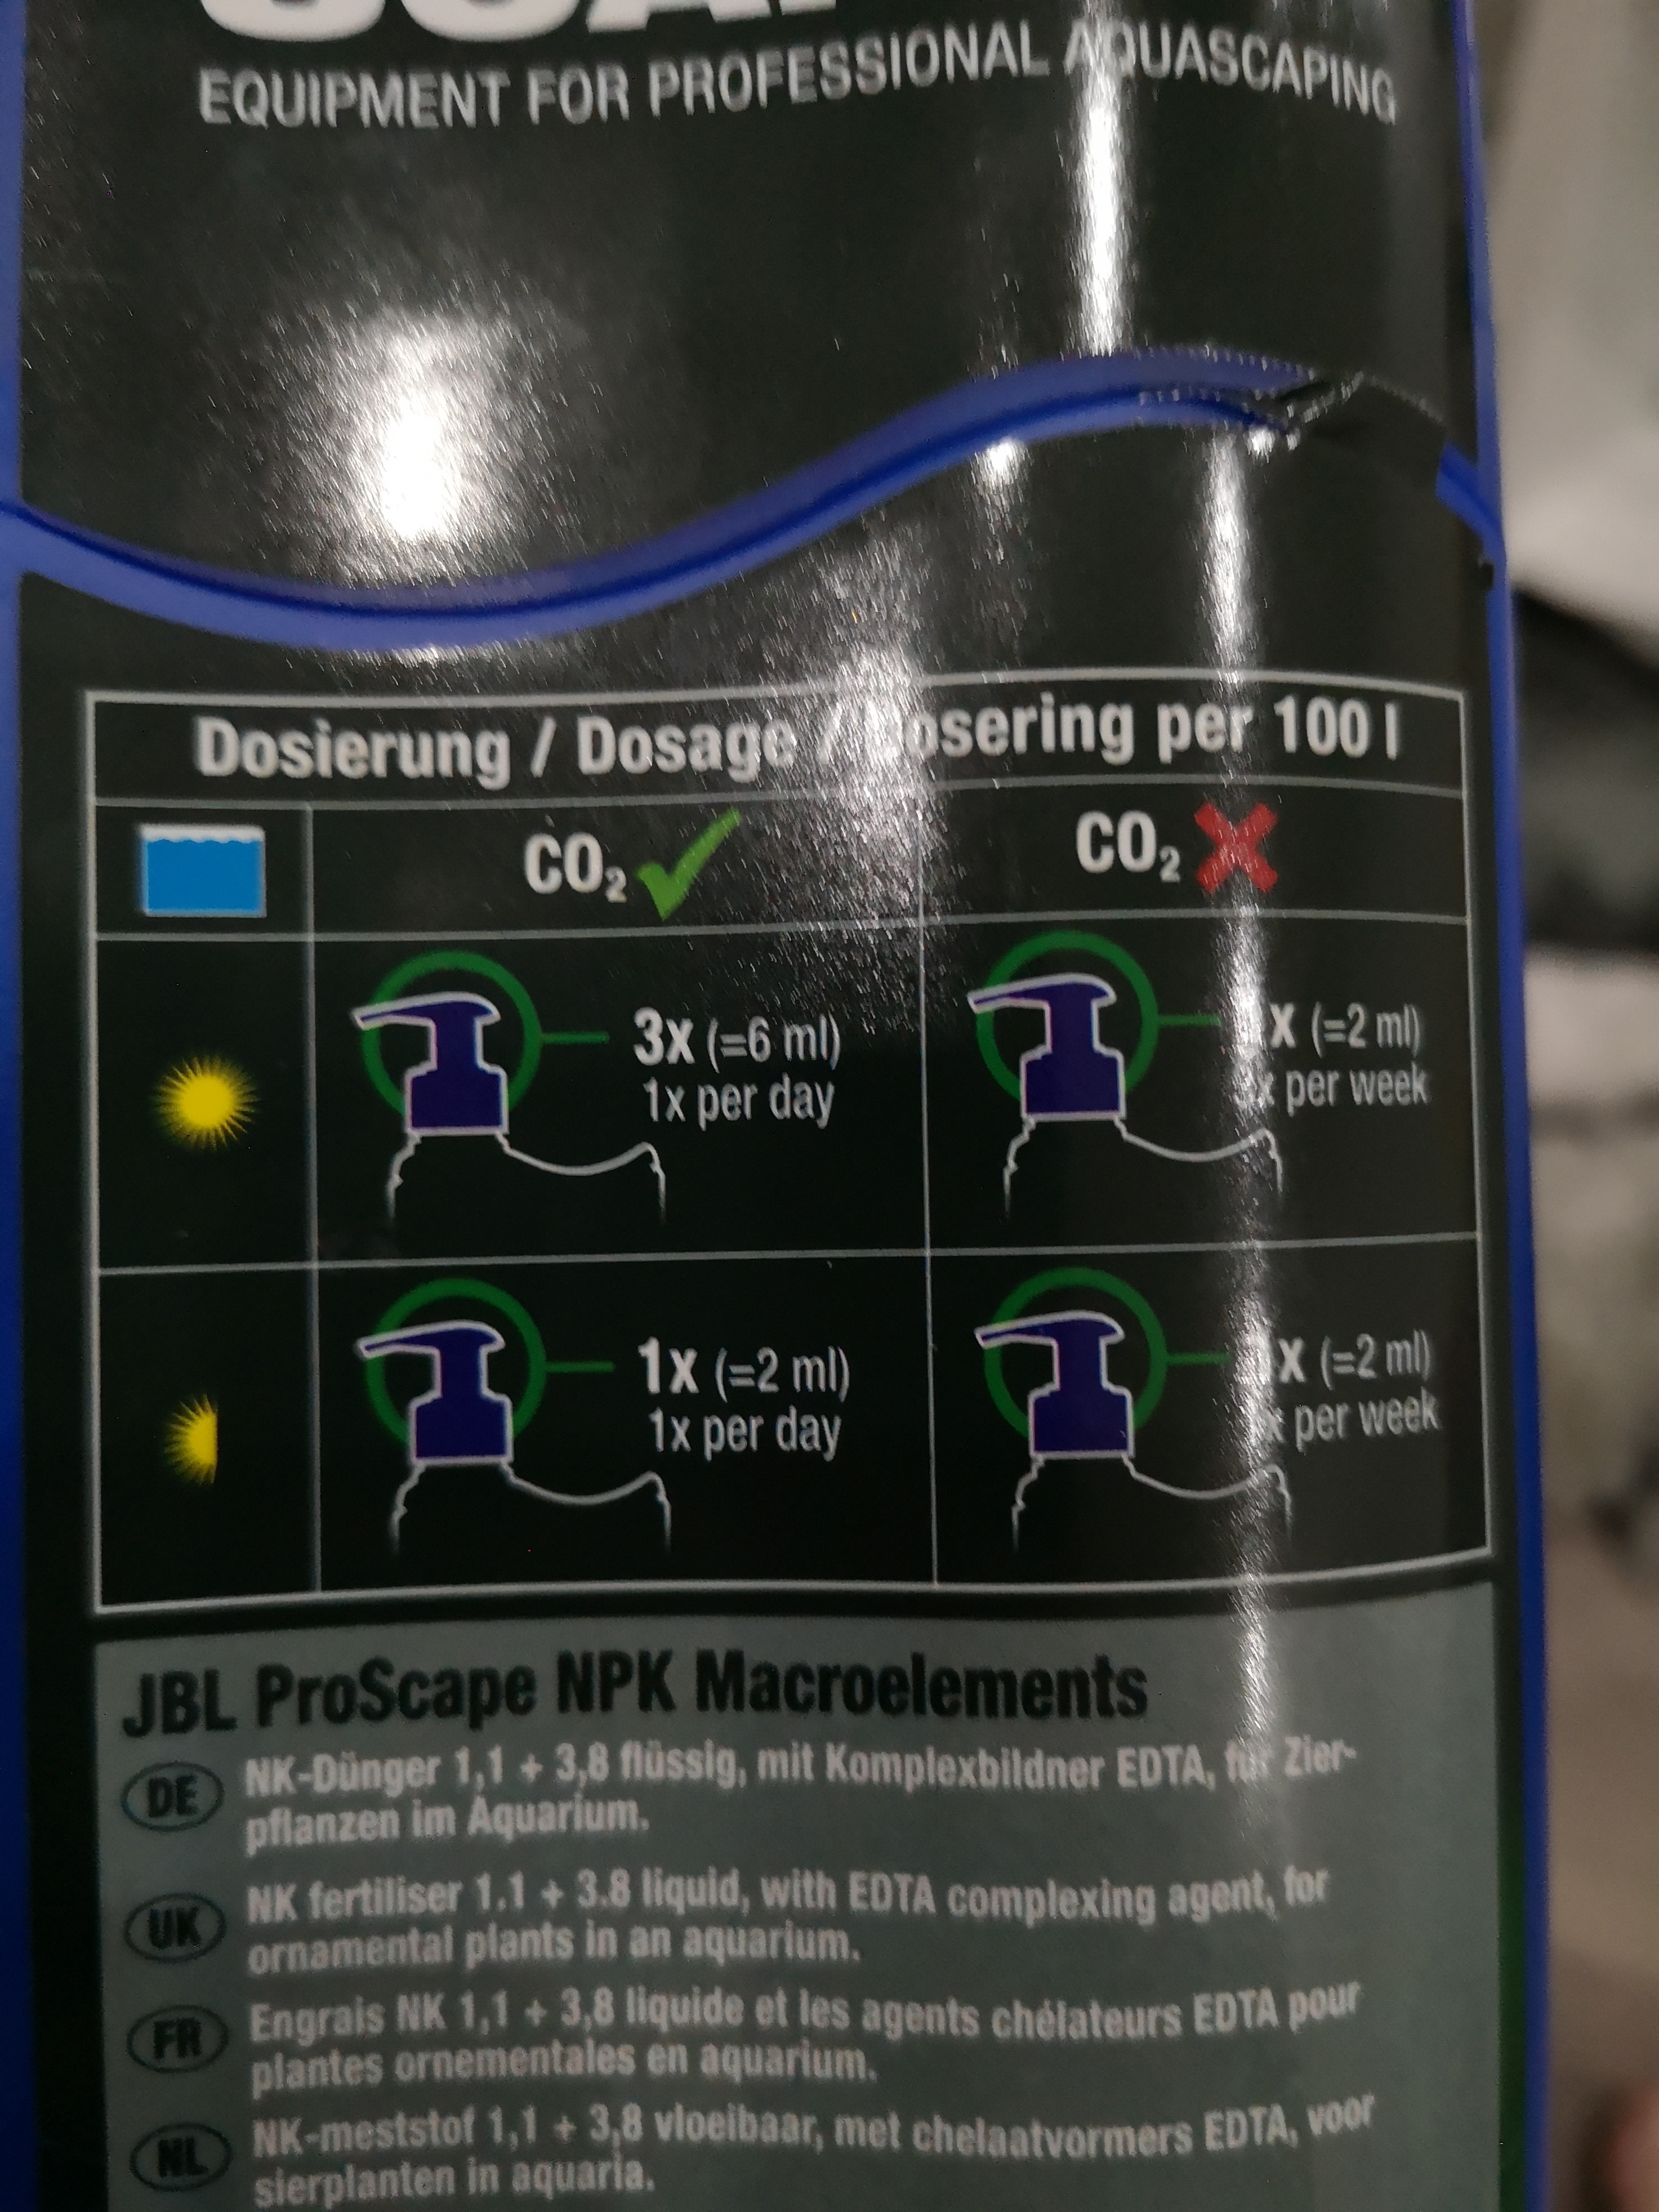 EQUIPMENT FOR PROFESSIONAL AQUASCAPING
Dosierung / Dosage / Dosering per 100 l
CO₂ CO₂
3x (=6 ml) x (=2 ml)
1x per day x per week
1x (=2 ml) x (=2 ml)
1x per day x per week
JBL ProScape NPK Macroelements
DE NK-Dünger 1,1 + 3,8 flüssig, mit Komplexbildner EDTA, für Zier-
pflanzen im Aquarium.
UK NK fertiliser 1.1 + 3.8 liquid, with EDTA complexing agent, for
ornamental plants in an aquarium.
FR Engrais NK 1,1 + 3,8 liquide et les agents chélateurs EDTA pour
plantes ornementales en aquarium.
NL NK-meststof 1,1 + 3,8 vloeibaar, met chelaatvormers EDTA, voor
sierplanten in aquaria.